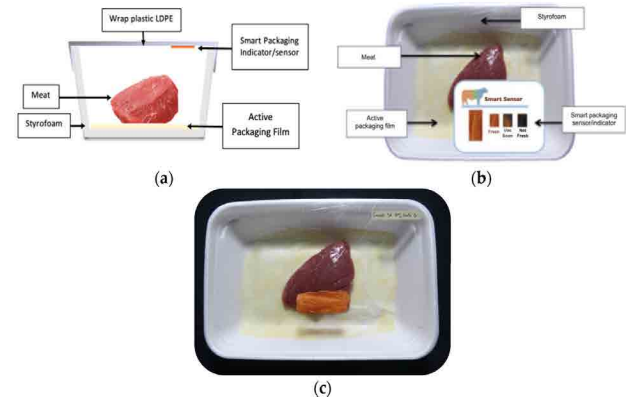 (a)
Wrap plastic LDPE
Smart Packaging
Indicator/sensor
Meat
Styrofoam
Active
Packaging Film
(b)
Styrofoam
Meat
Smart Sensor
Fresh
Use
Soon
Not
Fresh
Active
packaging film
Smart packaging
sensor/indicator
(c)